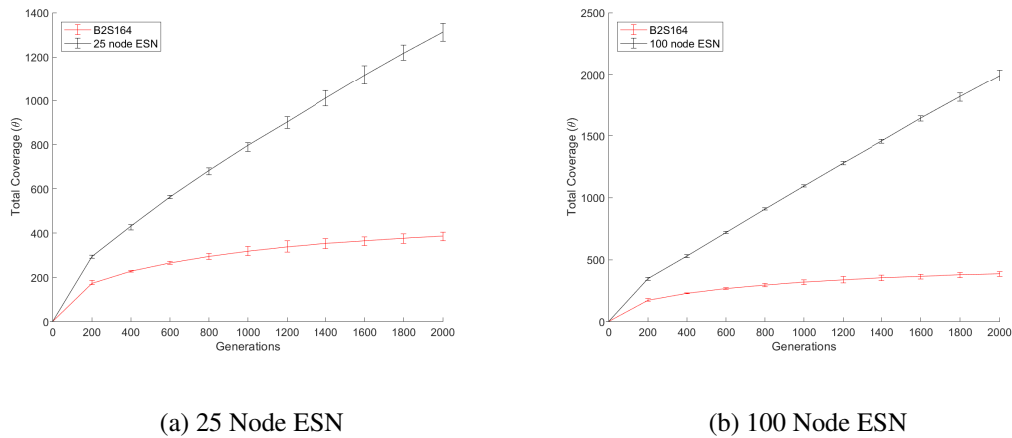 1400
1200
1000
800
600
400
200
0
Total Coverage (θ)
B2S164
25 node ESN
0 200 400 600 800 1000 1200 1400 1600 1800 2000
Generations
(a) 25 Node ESN
2500
2000
1500
1000
500
0
Total Coverage (θ)
B2S164
100 node ESN
0 200 400 600 800 1000 1200 1400 1600 1800 2000
Generations
(b) 100 Node ESN